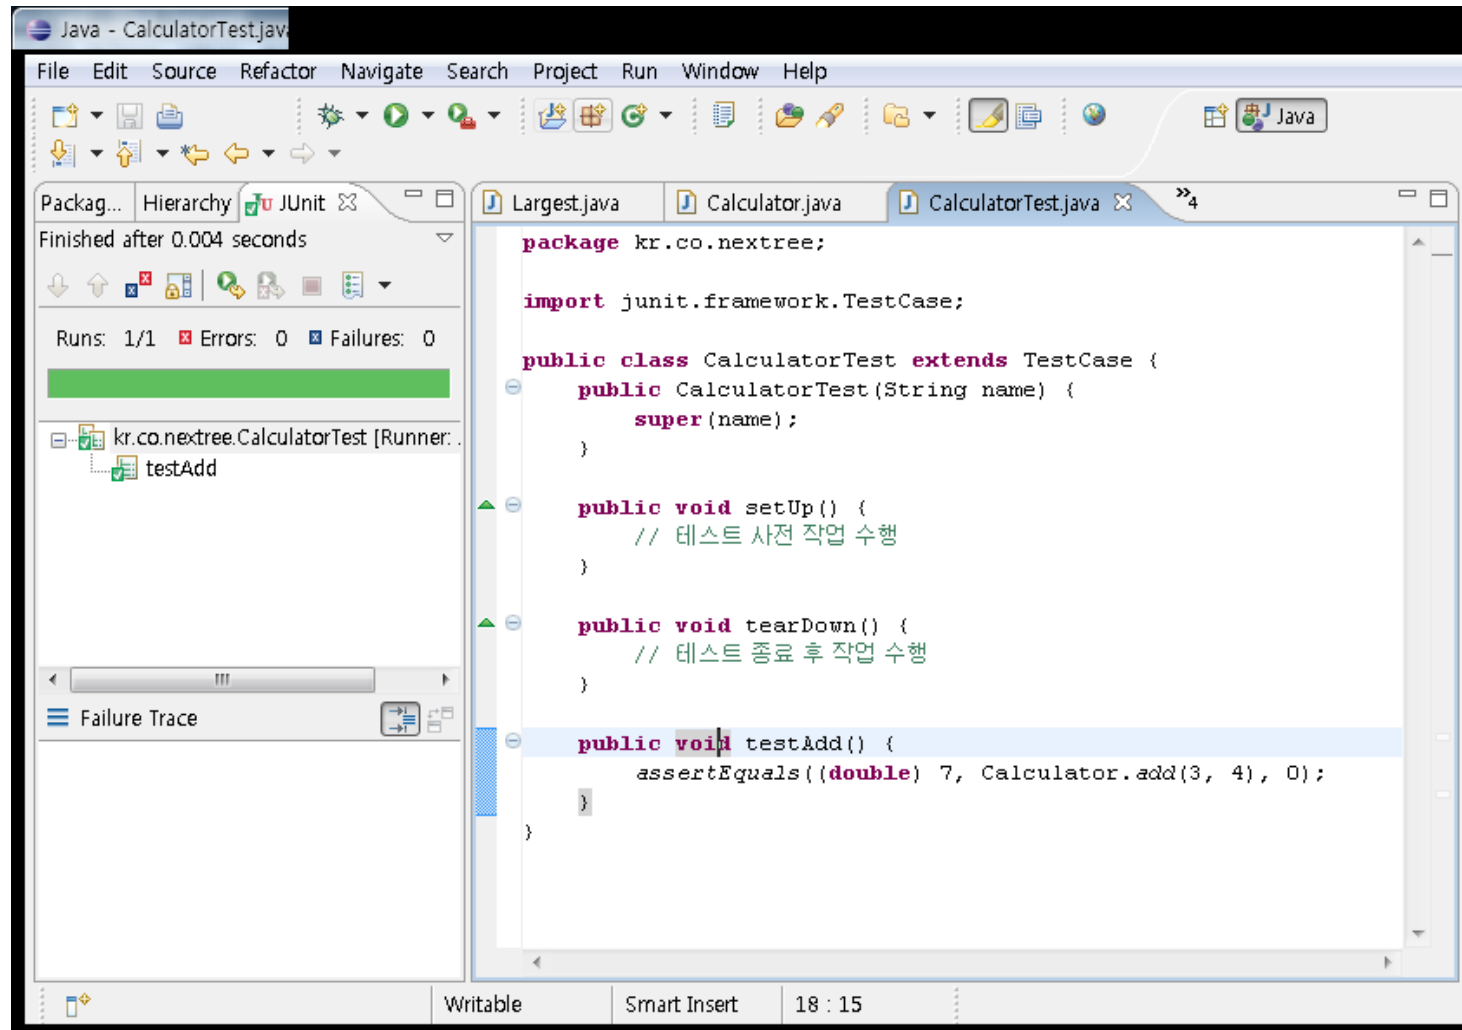 Java - CalculatorTest.java
File Edit Source Refactor Navigate Search Project Run Window Help
Java
Packag... Hierarchy JUnit
Finished after 0.004 seconds
Runs: 1/1 Errors: 0 Failures: 0
kr.co.nextree.CalculatorTest [Runner: .
testAdd
Failure Trace
Largest.java Calculator.java CalculatorTest.java »4
package kr.co.nextree;
import junit.framework.TestCase;
public class CalculatorTest extends TestCase {
public CalculatorTest(String name) {
super(name);
}
public void setUp() {
// 테스트 사전 작업 수행
}
public void tearDown() {
// 테스트 종료 후 작업 수행
}
public void testAdd() {
assertEquals((double) 7, Calculator.add(3, 4), 0);
}
}
Writable Smart Insert 18 : 15